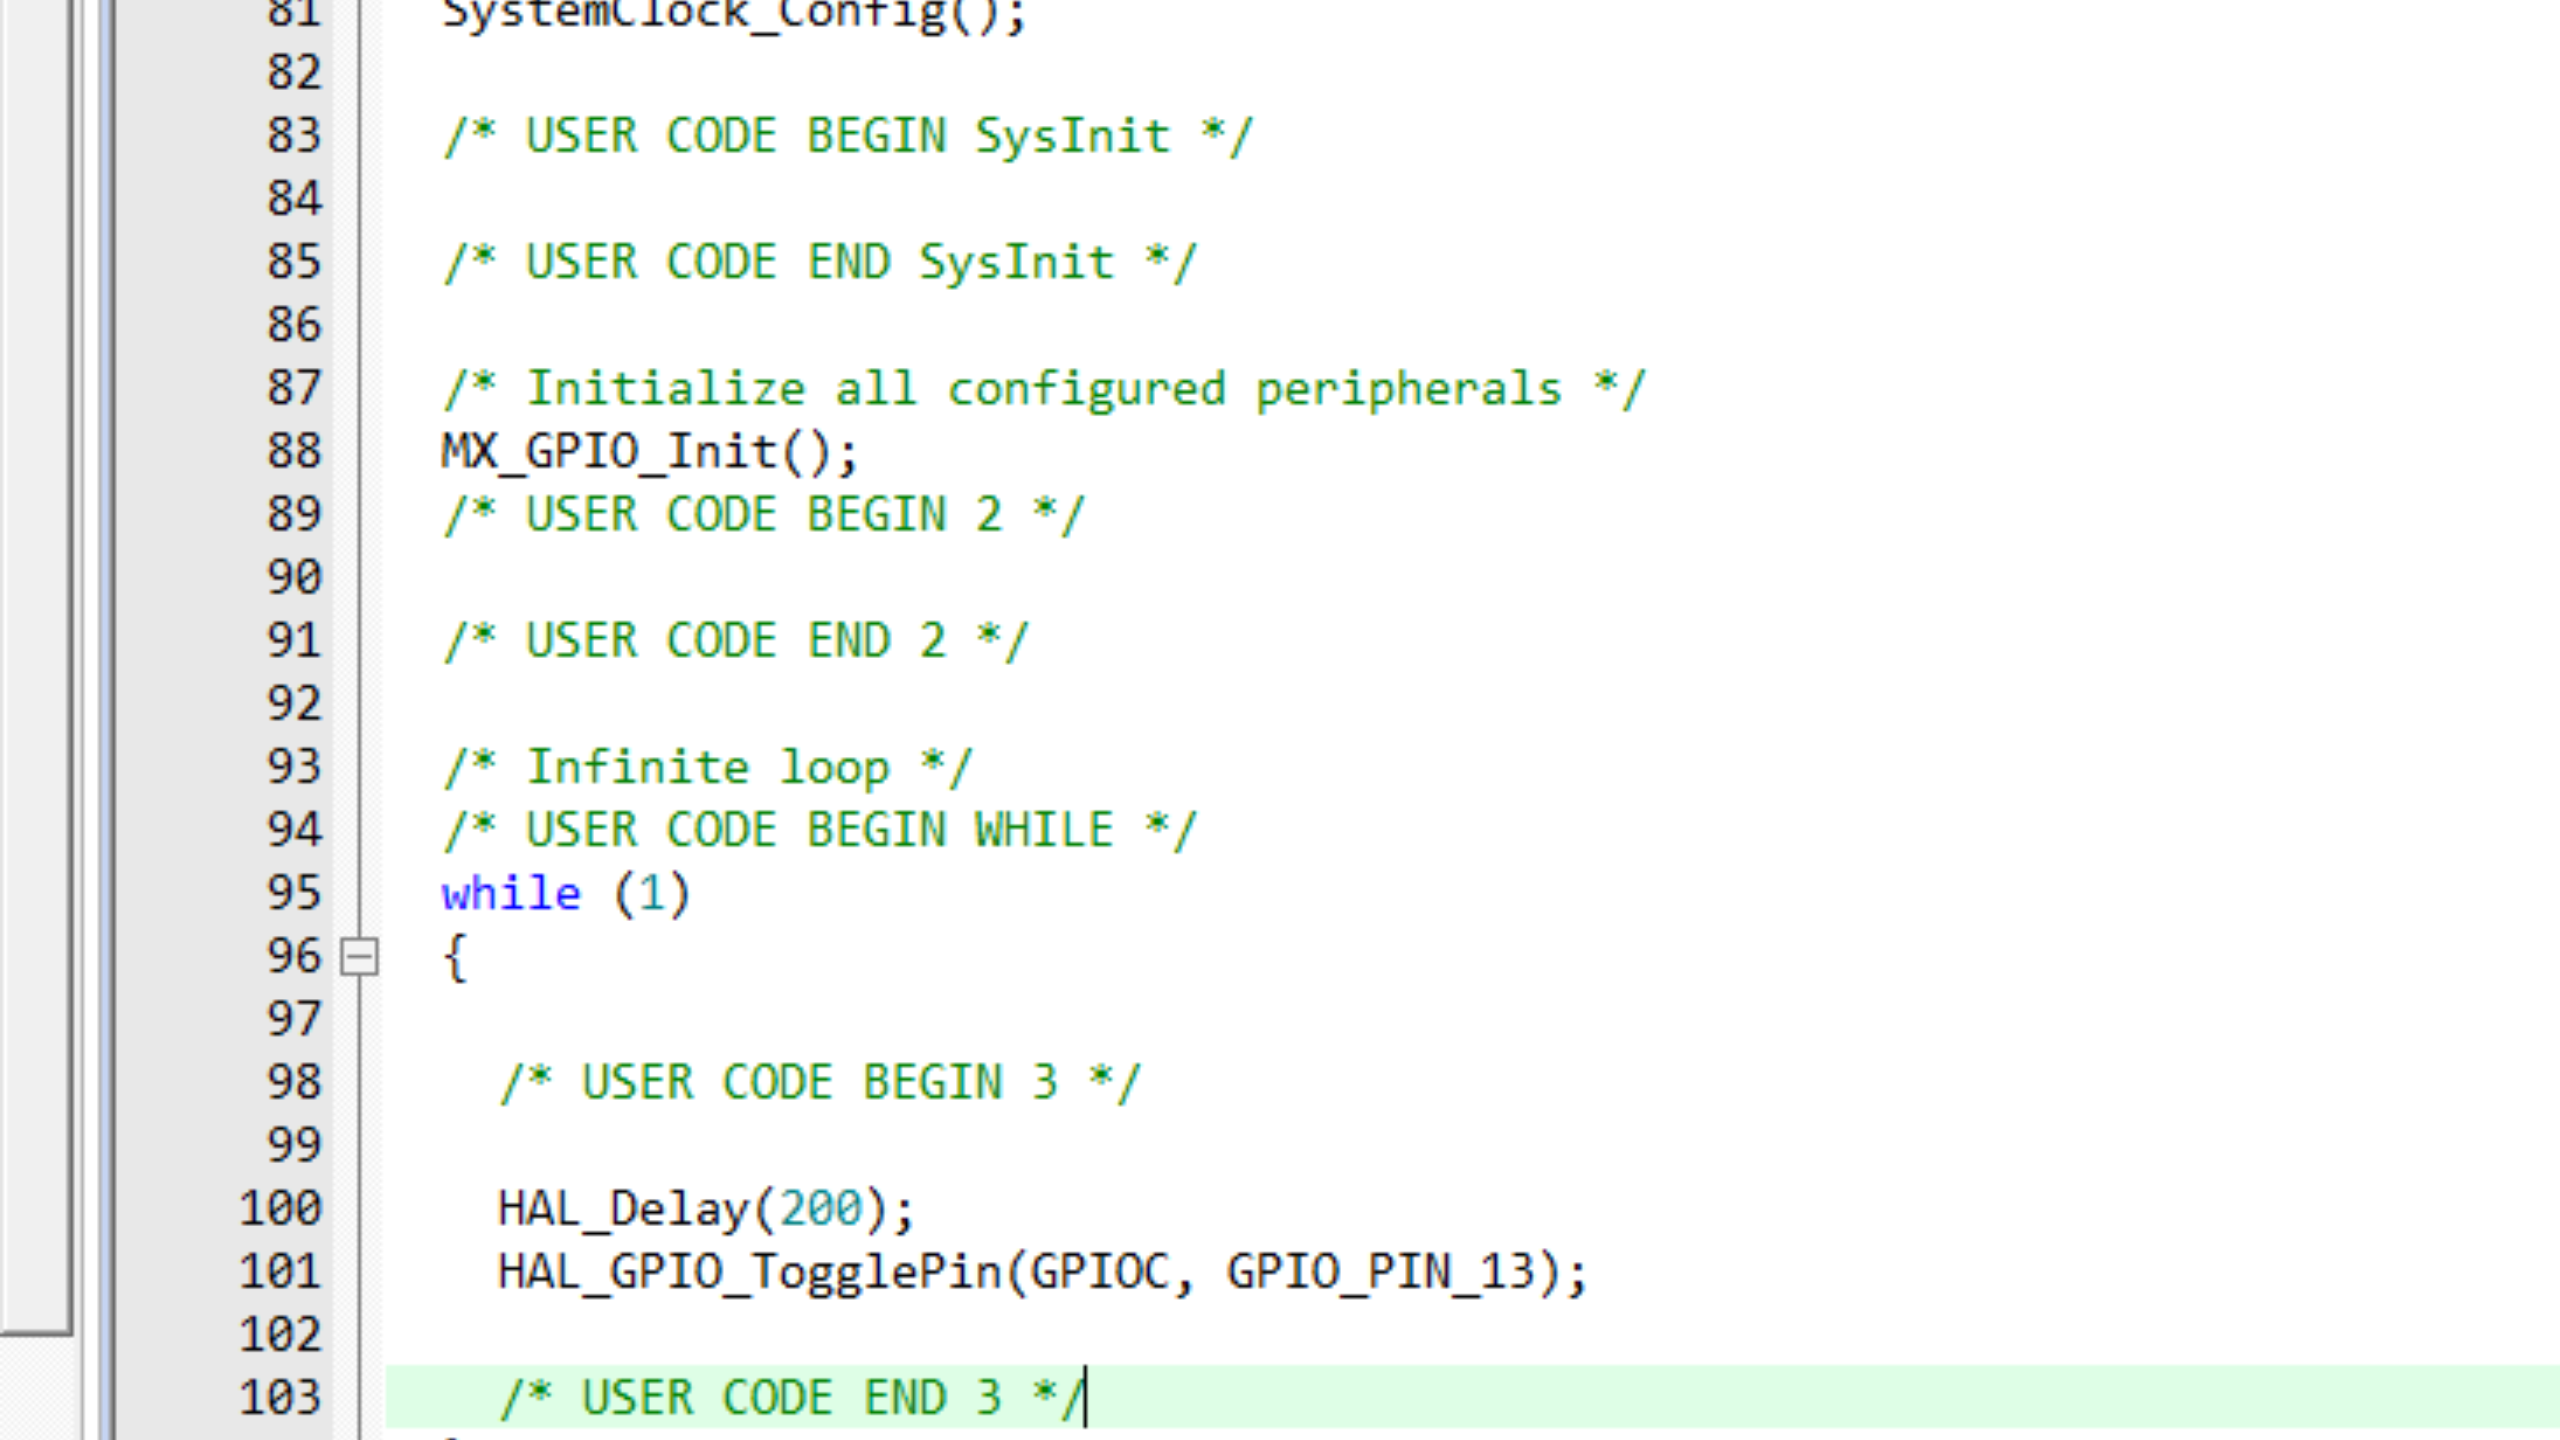 81 SystemClock_Config();
82
83 /* USER CODE BEGIN SysInit */
84
85 /* USER CODE END SysInit */
86
87 /* Initialize all configured peripherals */
88 MX_GPIO_Init();
89 /* USER CODE BEGIN 2 */
90
91 /* USER CODE END 2 */
92
93 /* Infinite loop */
94 /* USER CODE BEGIN WHILE */
95 while (1)
96 {
97
98 /* USER CODE BEGIN 3 */
99
100 HAL_Delay(200);
101 HAL_GPIO_TogglePin(GPIOC, GPIO_PIN_13);
102
103 /* USER CODE END 3 */